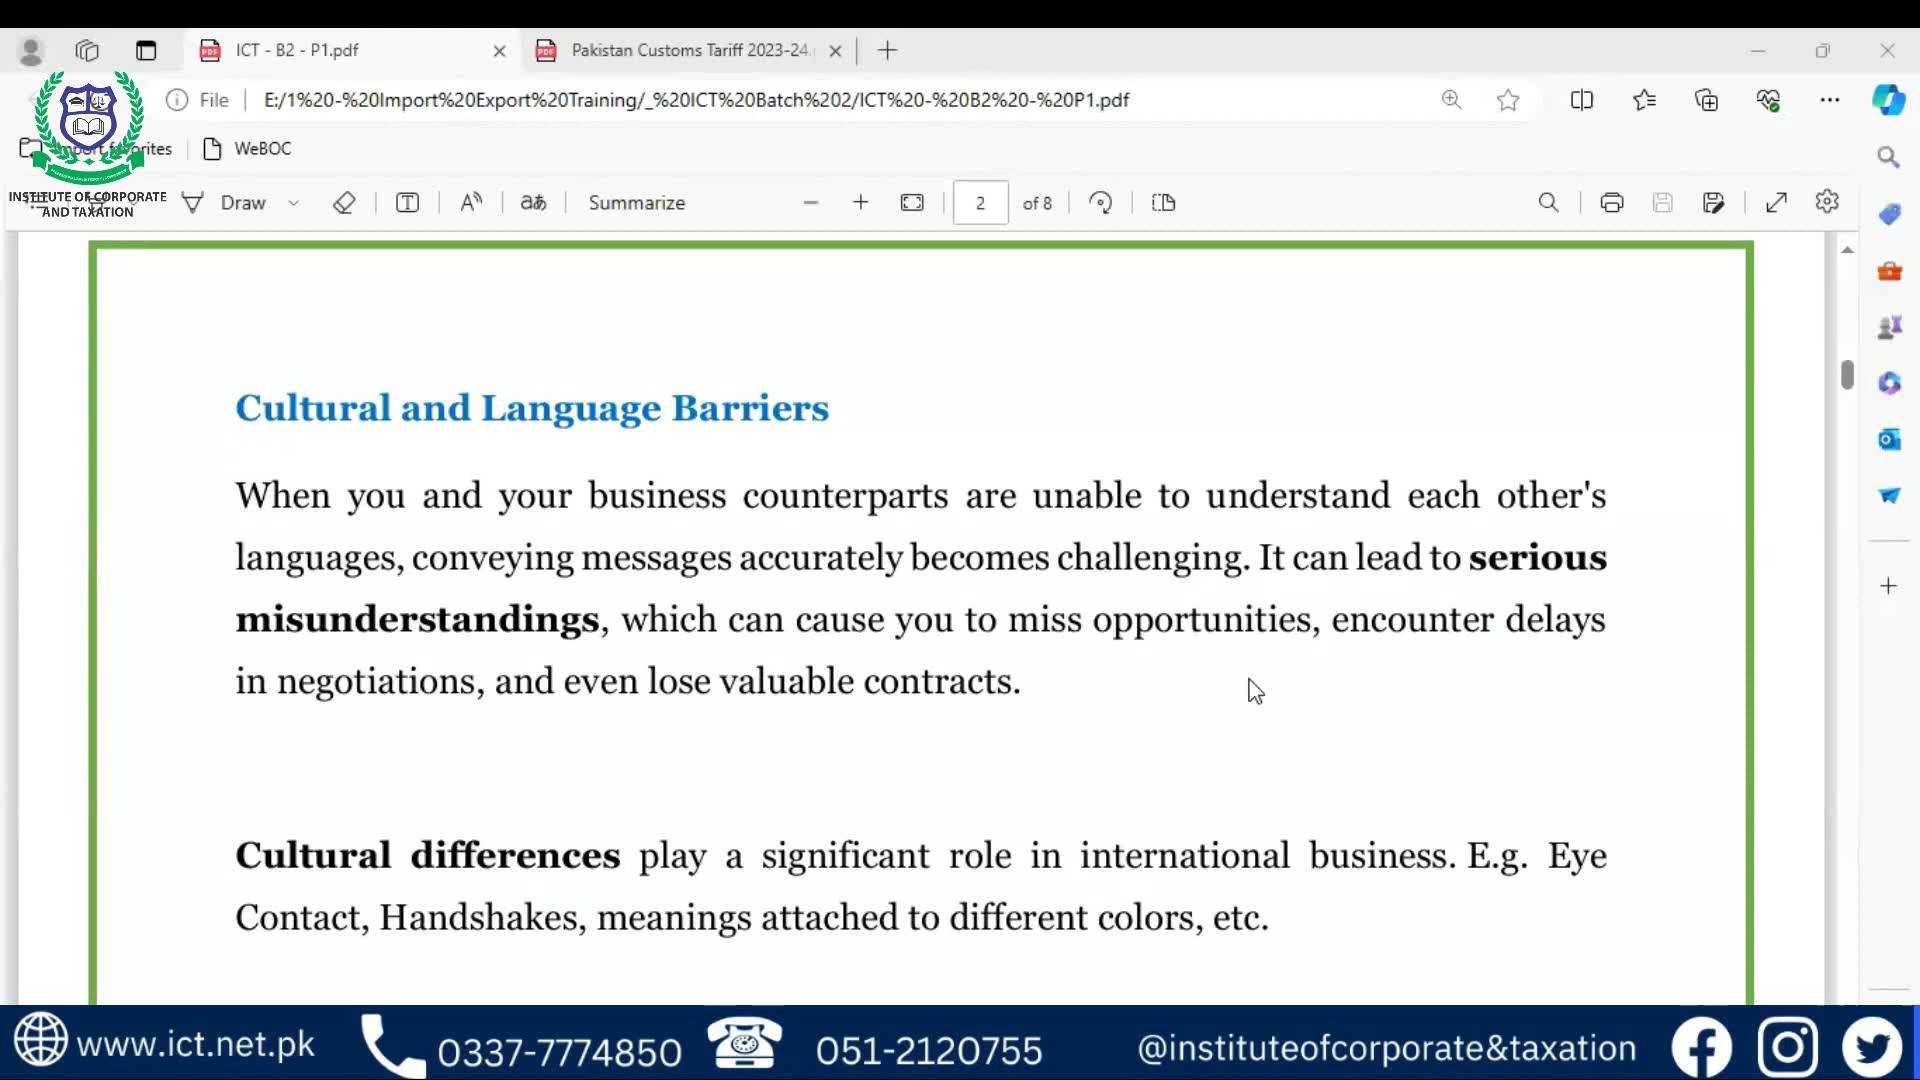 ICT - B2 - P1.pdf
Pakistan Customs Tariff 2023-24.
File
E:/1%20-%20Import%20Export%20Training/_%20ICT%20Batch%202/ICT%20-%20B2%20-%20P1.pdf
Import favorites
WeBOC
INSTITUTE OF CORPORATE
AND TAXATION
Draw
aあ
Summarize
2
of 8
Cultural and Language Barriers
When you and your business counterparts are unable to understand each other's
languages, conveying messages accurately becomes challenging. It can lead to serious
misunderstandings, which can cause you to miss opportunities, encounter delays
in negotiations, and even lose valuable contracts.
Cultural differences play a significant role in international business. E.g. Eye
Contact, Handshakes, meanings attached to different colors, etc.
www.ict.net.pk
0337-7774850
051-2120755
@instituteofcorporate&taxation